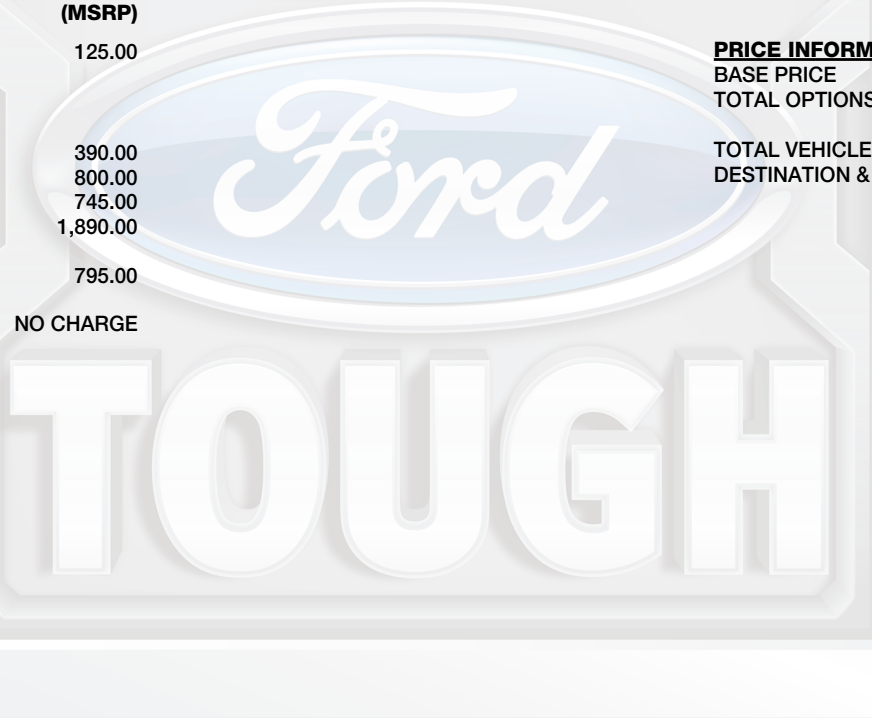 (MSRP)
125.00
390.00
800.00
745.00
1,890.00
795.00
NO CHARGE
PRICE INFORM
BASE PRICE
TOTAL OPTIONS
TOTAL VEHICLE
DESTINATION &
Ford
TOUGH